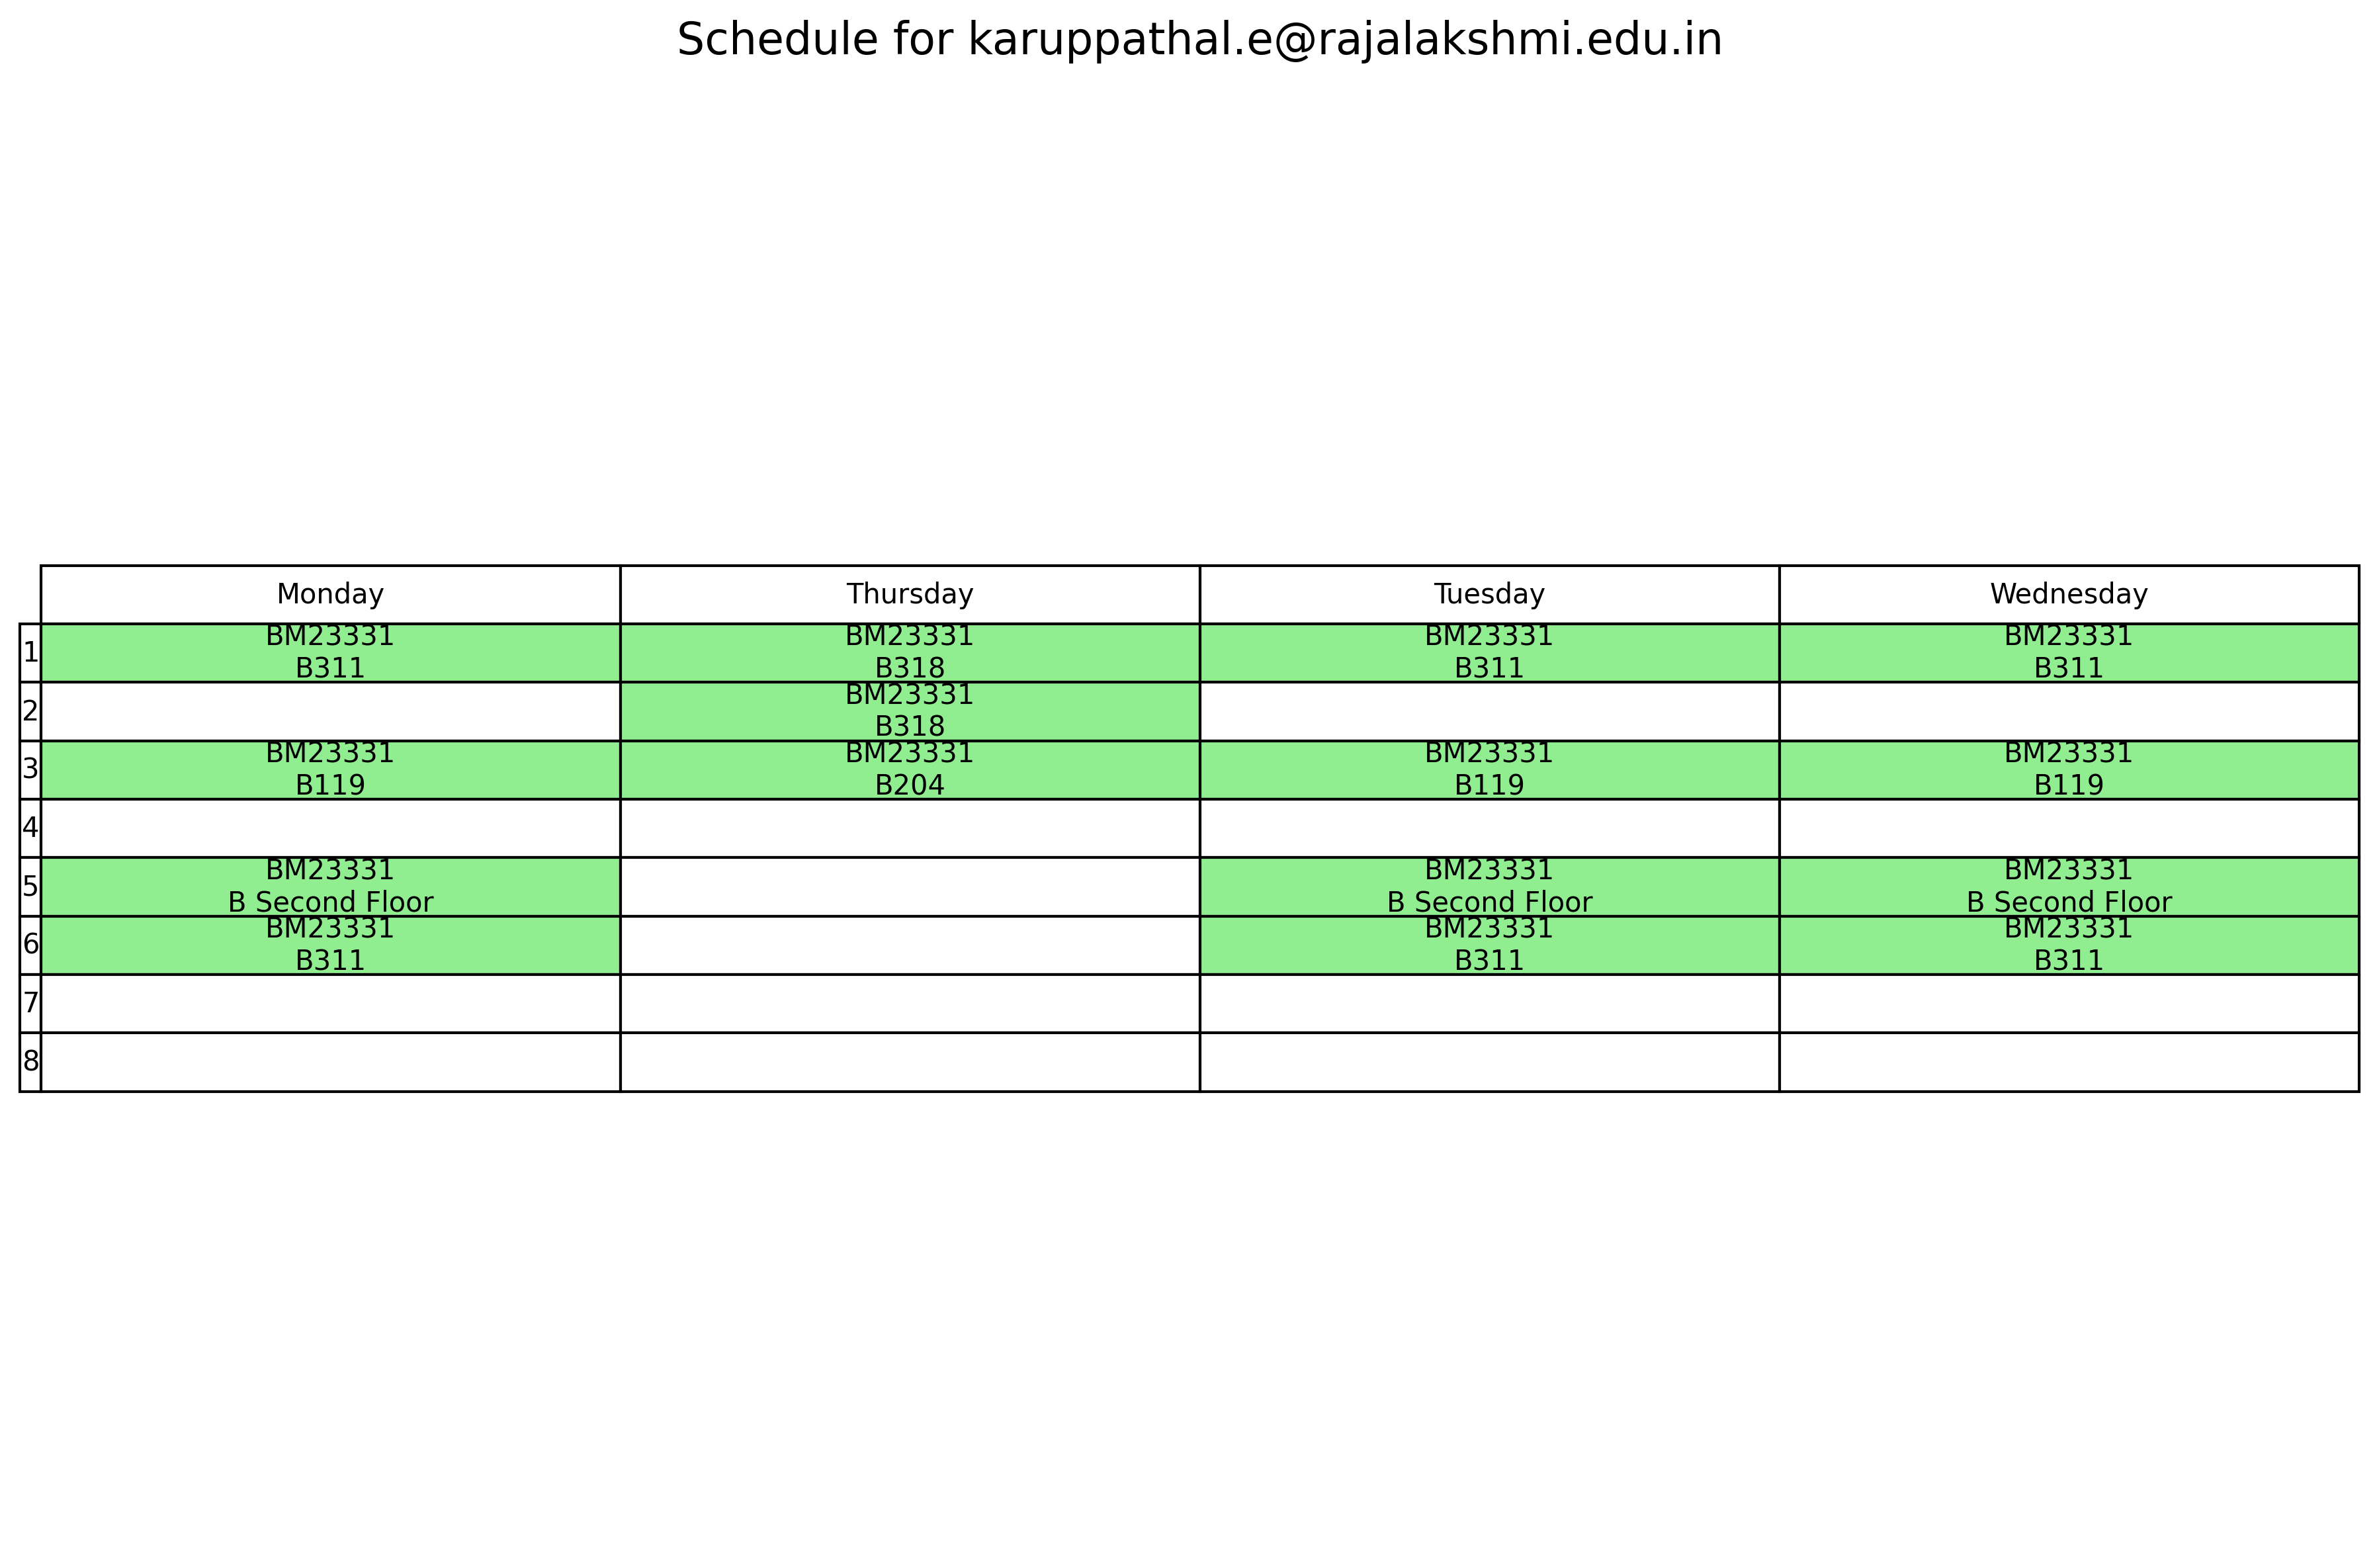 Schedule for karuppathal.e@rajalakshmi.edu.in
Monday Thursday Tuesday Wednesday
1 BM23331 BM23331 BM23331 BM23331
B311 B318 B311 B311
2 BM23331
B318
3 BM23331 BM23331 BM23331 BM23331
B119 B204 B119 B119
4
5 BM23331 BM23331 BM23331
B Second Floor B Second Floor B Second Floor
6 BM23331 BM23331 BM23331
B311 B311 B311
7
8